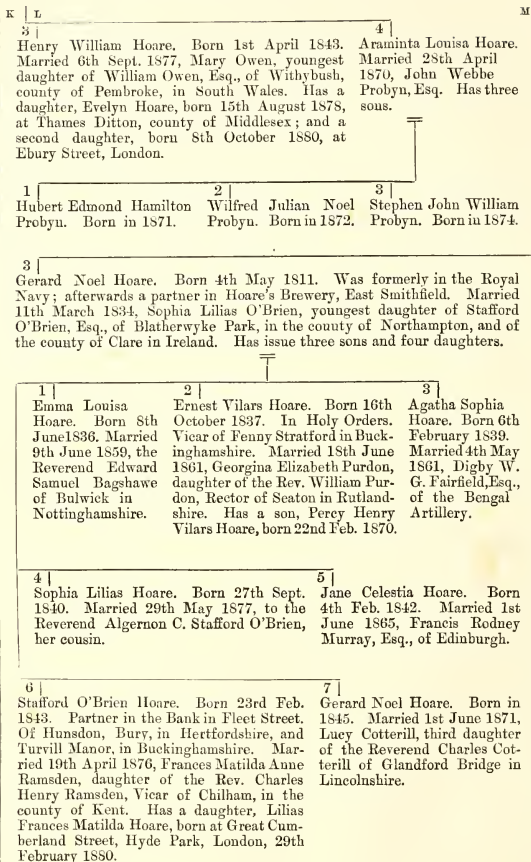 K L M
3
Henry William Hoare. Born 1st April 1843.
Married 6th Sept. 1877, Mary Owen, youngest
daughter of William Owen, Esq., of Withybush,
county of Pembroke, in South Wales. Has a
daughter, Evelyn Hoare, born 15th August 1878,
at Thames Ditton, county of Middlesex; and a
second daughter, born 8th October 1880, at
Ebury Street, London.
4
Araminta Louisa Hoare.
Married 28th April
1870, John Webbe
Probyn, Esq. Has three
sons.
1
Hubert Edmond Hamilton
Probyn. Born in 1871.
2
Wilfred Julian Noel
Probyn. Born in 1872.
3
Stephen John William
Probyn. Born in 1874.
3
Gerard Noel Hoare. Born 4th May 1811. Was formerly in the Royal
Navy; afterwards a partner in Hoare's Brewery, East Smithfield. Married
11th March 1834, Sophia Lilias O'Brien, youngest daughter of Stafford
O'Brien, Esq., of Blatherwyke Park, in the county of Northampton, and of
the county of Clare in Ireland. Has issue three sons and four daughters.
1
Emma Louisa
Hoare. Born 8th
June 1836. Married
9th June 1859, the
Reverend Edward
Samuel Bagshawe
of Bulwick in
Nottinghamshire.
2
Ernest Vilars Hoare. Born 16th
October 1837. In Holy Orders.
Vicar of Fenny Stratford in Buck-
inghamshire. Married 18th June
1861, Georgina Elizabeth Purdon,
daughter of the Rev. William Pur-
don, Rector of Seaton in Rutland-
shire. Has a son, Percy Henry
Vilars Hoare, born 22nd Feb. 1870.
3
Agatha Sophia
Hoare. Born 6th
February 1839.
Married 4th May
1861, Digby W.
G. Fairfield, Esq.,
of the Bengal
Artillery.
4
Sophia Lilias Hoare. Born 27th Sept.
1840. Married 29th May 1877, to the
Reverend Algernon C. Stafford O'Brien,
her cousin.
5
Jane Celestia Hoare. Born
4th Feb. 1842. Married 1st
June 1865, Francis Rodney
Murray, Esq., of Edinburgh.
6
Stafford O'Brien Hoare. Born 23rd Feb.
1843. Partner in the Bank in Fleet Street.
Of Hunsdon, Bury, in Hertfordshire, and
Turvill Manor, in Buckinghamshire. Mar-
ried 19th April 1876, Frances Matilda Anne
Ramsden, daughter of the Rev. Charles
Henry Ramsden, Vicar of Chilham, in the
county of Kent. Has a daughter, Lilias
Frances Matilda Hoare, born at Great Cum-
berland Street, Hyde Park, London, 29th
February 1880.
7
Gerard Noel Hoare. Born in
1845. Married 1st June 1871,
Lucy Cotterill, third daughter
of the Reverend Charles Cot-
terill of Glandford Bridge in
Lincolnshire.